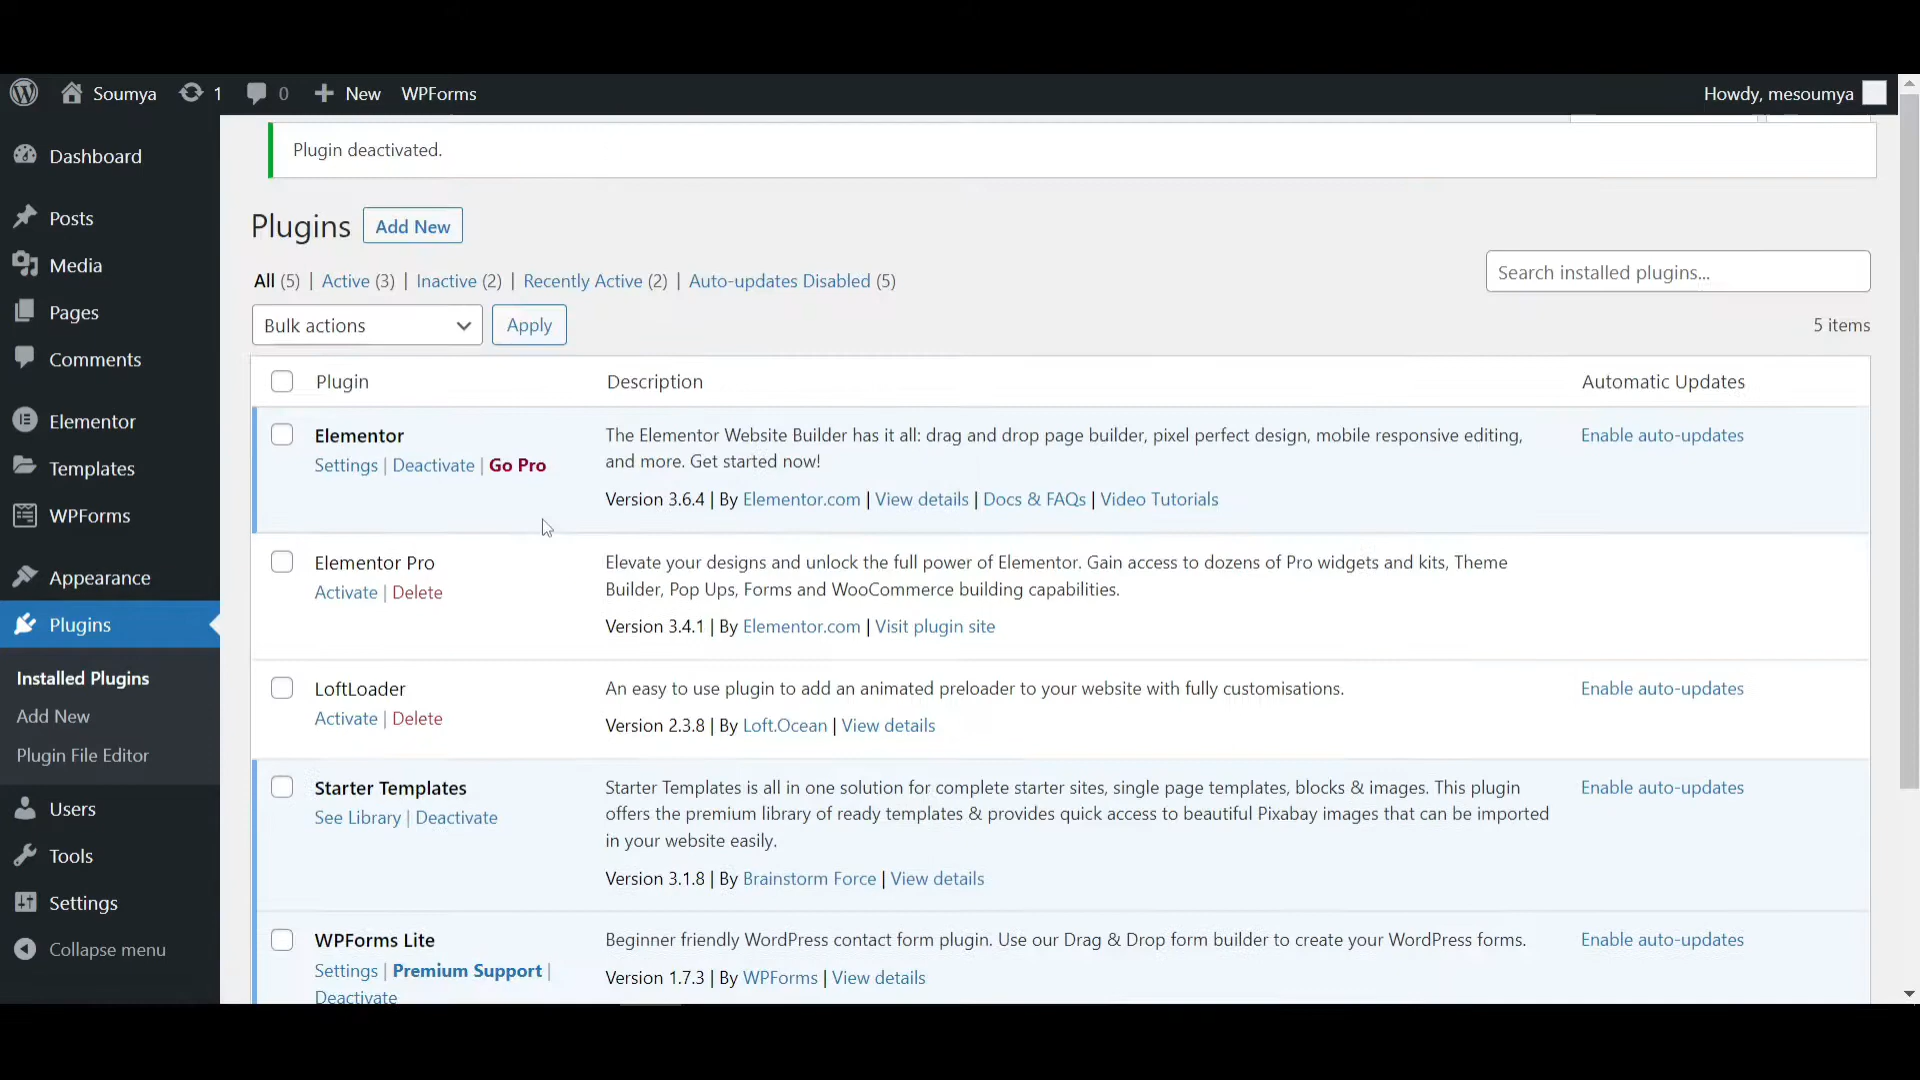 Soumya 1 0 New WPForms Howdy, mesoumya
Dashboard
Posts
Media
Pages
Comments
Elementor
Templates
WPForms
Appearance
Plugins
Installed Plugins
Add New
Plugin File Editor
Users
Tools
Settings
Collapse menu
Plugin deactivated.
Plugins Add New
All (5) | Active (3) | Inactive (2) | Recently Active (2) | Auto-updates Disabled (5)
Search installed plugins...
Bulk actions Apply
5 items
Plugin Description Automatic Updates
Elementor
Settings | Deactivate | Go Pro
The Elementor Website Builder has it all: drag and drop page builder, pixel perfect design, mobile responsive editing,
and more. Get started now!
Version 3.6.4 | By Elementor.com | View details | Docs & FAQs | Video Tutorials
Enable auto-updates
Elementor Pro
Activate | Delete
Elevate your designs and unlock the full power of Elementor. Gain access to dozens of Pro widgets and kits, Theme
Builder, Pop Ups, Forms and WooCommerce building capabilities.
Version 3.4.1 | By Elementor.com | Visit plugin site
LoftLoader
Activate | Delete
An easy to use plugin to add an animated preloader to your website with fully customisations.
Version 2.3.8 | By Loft.Ocean | View details
Enable auto-updates
Starter Templates
See Library | Deactivate
Starter Templates is all in one solution for complete starter sites, single page templates, blocks & images. This plugin
offers the premium library of ready templates & provides quick access to beautiful Pixabay images that can be imported
in your website easily.
Version 3.1.8 | By Brainstorm Force | View details
Enable auto-updates
WPForms Lite
Settings | Premium Support |
Deactivate
Beginner friendly WordPress contact form plugin. Use our Drag & Drop form builder to create your WordPress forms.
Version 1.7.3 | By WPForms | View details
Enable auto-updates